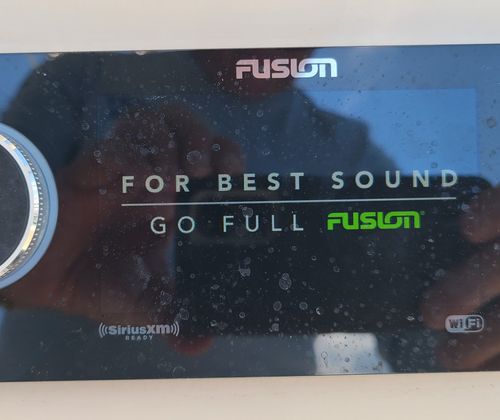 FUSION
FOR BEST SOUND
GO FULL FUSION®
((SiriusXM))
READY
WiFi